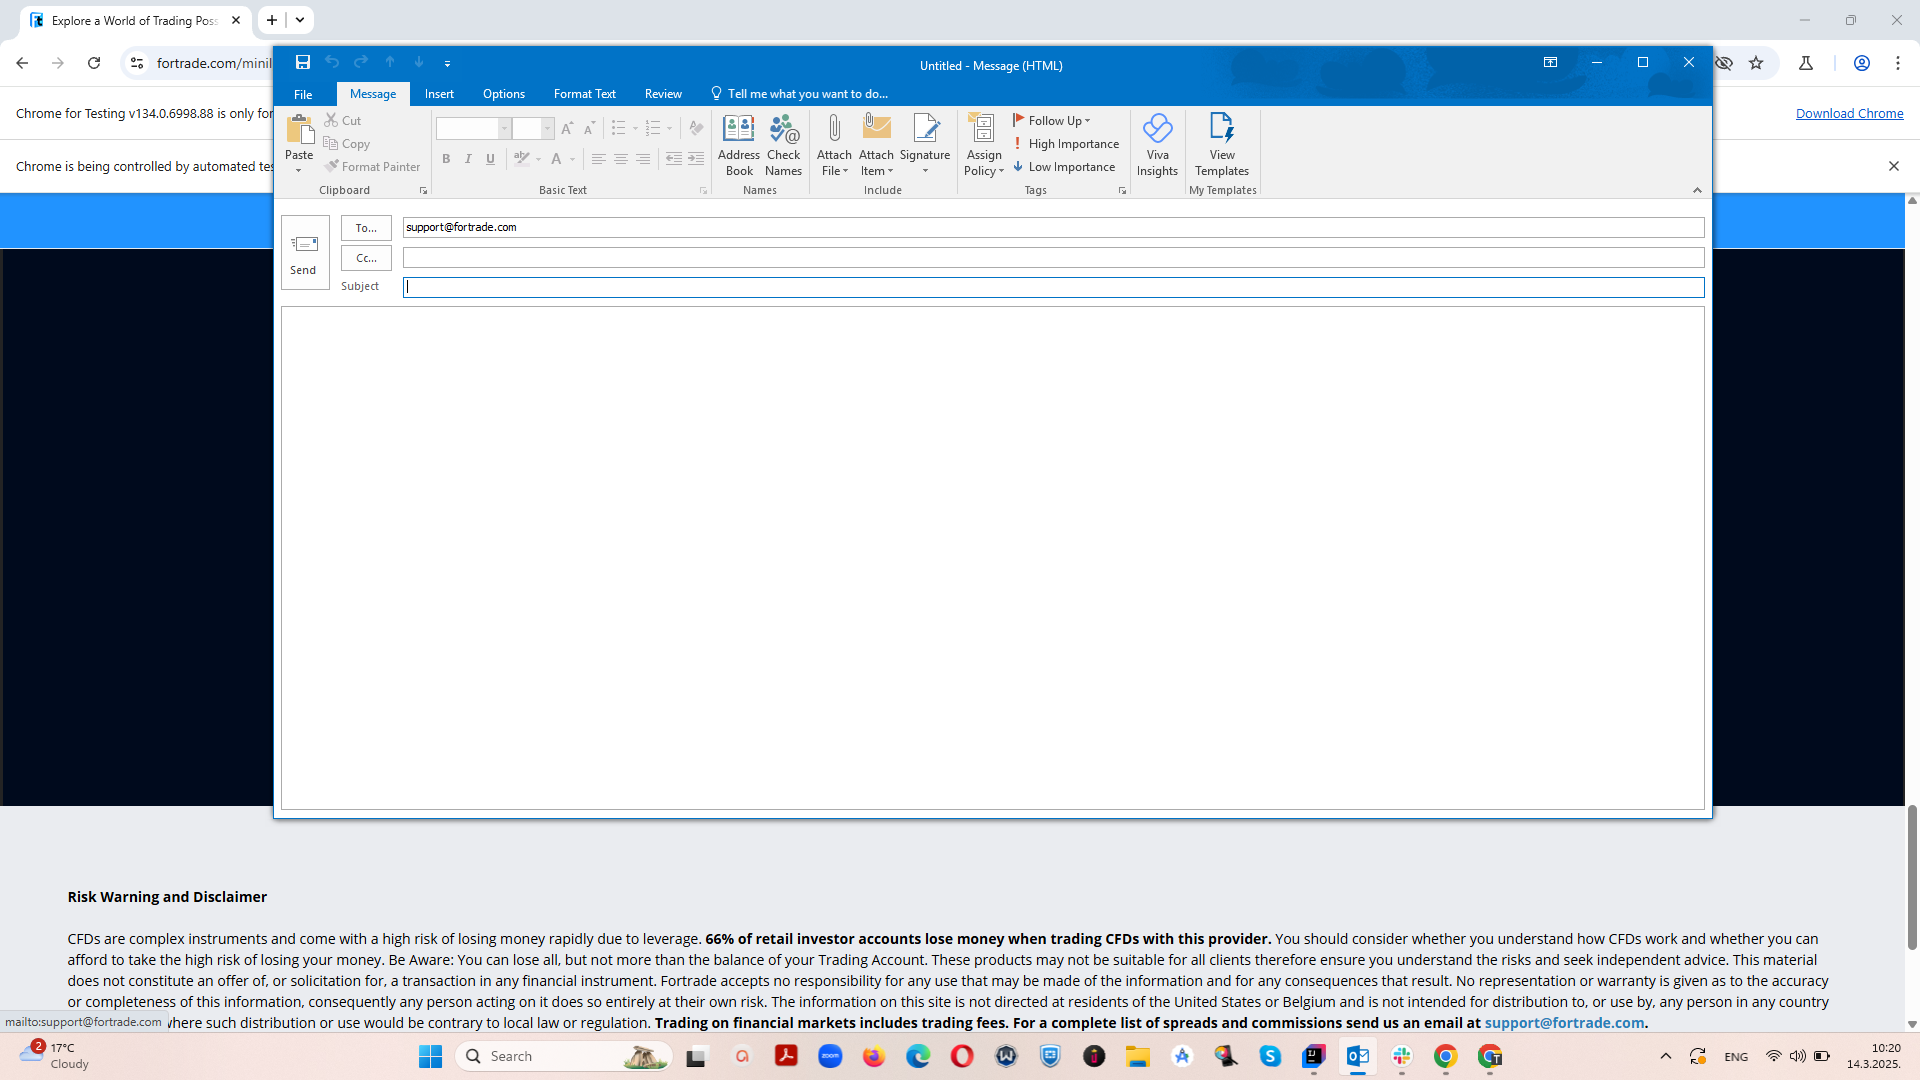 Explore a World of Trading Poss
fortrade.com/minil
Chrome for Testing v134.0.6998.88 is only for
Download Chrome
Chrome is being controlled by automated tes
Untitled - Message (HTML)
File Message Insert Options Format Text Review Tell me what you want to do...
Paste
Cut
Copy
Format Painter
Clipboard
B I U
Basic Text
Address Book
Check Names
Names
Attach File
Attach Item
Signature
Include
Assign Policy
Follow Up
High Importance
Low Importance
Tags
Viva Insights
View Templates
My Templates
Send
To... support@fortrade.com
Cc...
Subject
Risk Warning and Disclaimer
CFDs are complex instruments and come with a high risk of losing money rapidly due to leverage. 66% of retail investor accounts lose money when trading CFDs with this provider. You should consider whether you understand how CFDs work and whether you can
afford to take the high risk of losing your money. Be Aware: You can lose all, but not more than the balance of your Trading Account. These products may not be suitable for all clients therefore ensure you understand the risks and seek independent advice. This material
does not constitute an offer of, or solicitation for, a transaction in any financial instrument. Fortrade accepts no responsibility for any use that may be made of the information and for any consequences that result. No representation or warranty is given as to the accuracy
or completeness of this information, consequently any person acting on it does so entirely at their own risk. The information on this site is not directed at residents of the United States or Belgium and is not intended for distribution to, or use by, any person in any country
where such distribution or use would be contrary to local law or regulation. Trading on financial markets includes trading fees. For a complete list of spreads and commissions send us an email at support@fortrade.com.
mailto:support@fortrade.com
2
17°C
Cloudy
Search
zoom
ENG
10:20
14.3.2025.